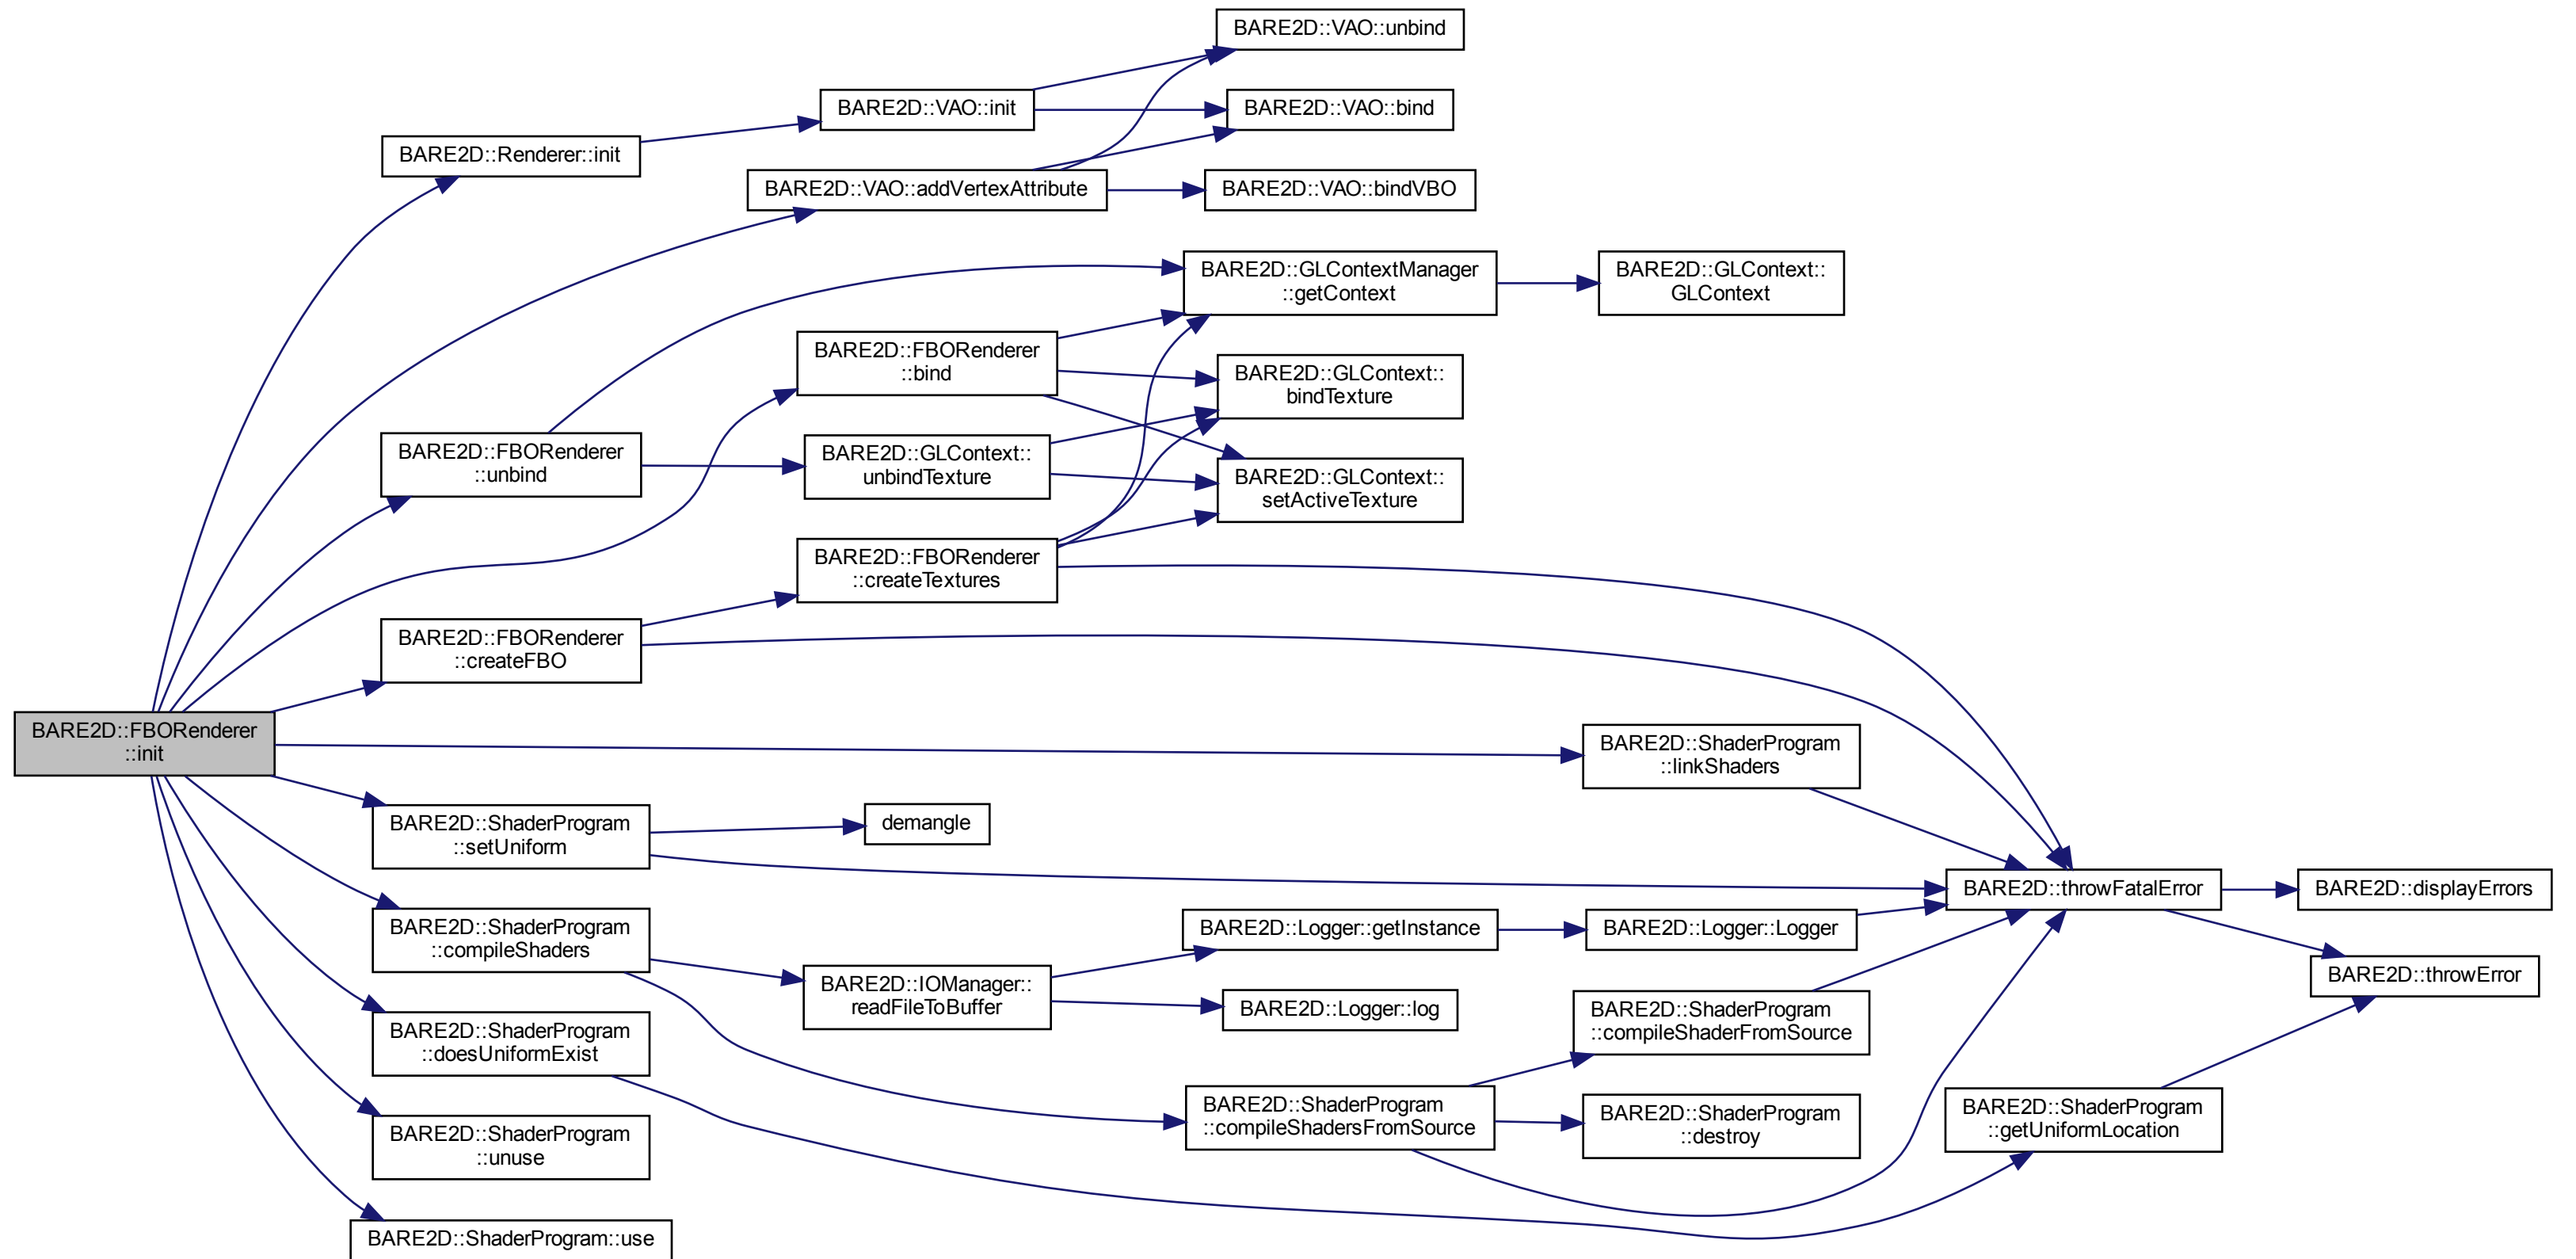 BARE2D::VAO::unbind
BARE2D::VAO::init
BARE2D::VAO::bind
BARE2D::Renderer::init
BARE2D::VAO::addVertexAttribute
BARE2D::VAO::bindVBO
BARE2D::GLContextManager
::getContext
BARE2D::GLContext::
GLContext
BARE2D::FBORenderer
::bind
BARE2D::GLContext::
bindTexture
BARE2D::FBORenderer
::unbind
BARE2D::GLContext::
unbindTexture
BARE2D::GLContext::
setActiveTexture
BARE2D::FBORenderer
::createTextures
BARE2D::FBORenderer
::createFBO
BARE2D::FBORenderer
::init
BARE2D::ShaderProgram
::linkShaders
BARE2D::ShaderProgram
::setUniform
demangle
BARE2D::throwFatalError
BARE2D::displayErrors
BARE2D::ShaderProgram
::compileShaders
BARE2D::Logger::getInstance
BARE2D::Logger::Logger
BARE2D::throwError
BARE2D::IOManager::
readFileToBuffer
BARE2D::Logger::log
BARE2D::ShaderProgram
::compileShaderFromSource
BARE2D::ShaderProgram
::doesUniformExist
BARE2D::ShaderProgram
::compileShadersFromSource
BARE2D::ShaderProgram
::destroy
BARE2D::ShaderProgram
::getUniformLocation
BARE2D::ShaderProgram
::unuse
BARE2D::ShaderProgram::use